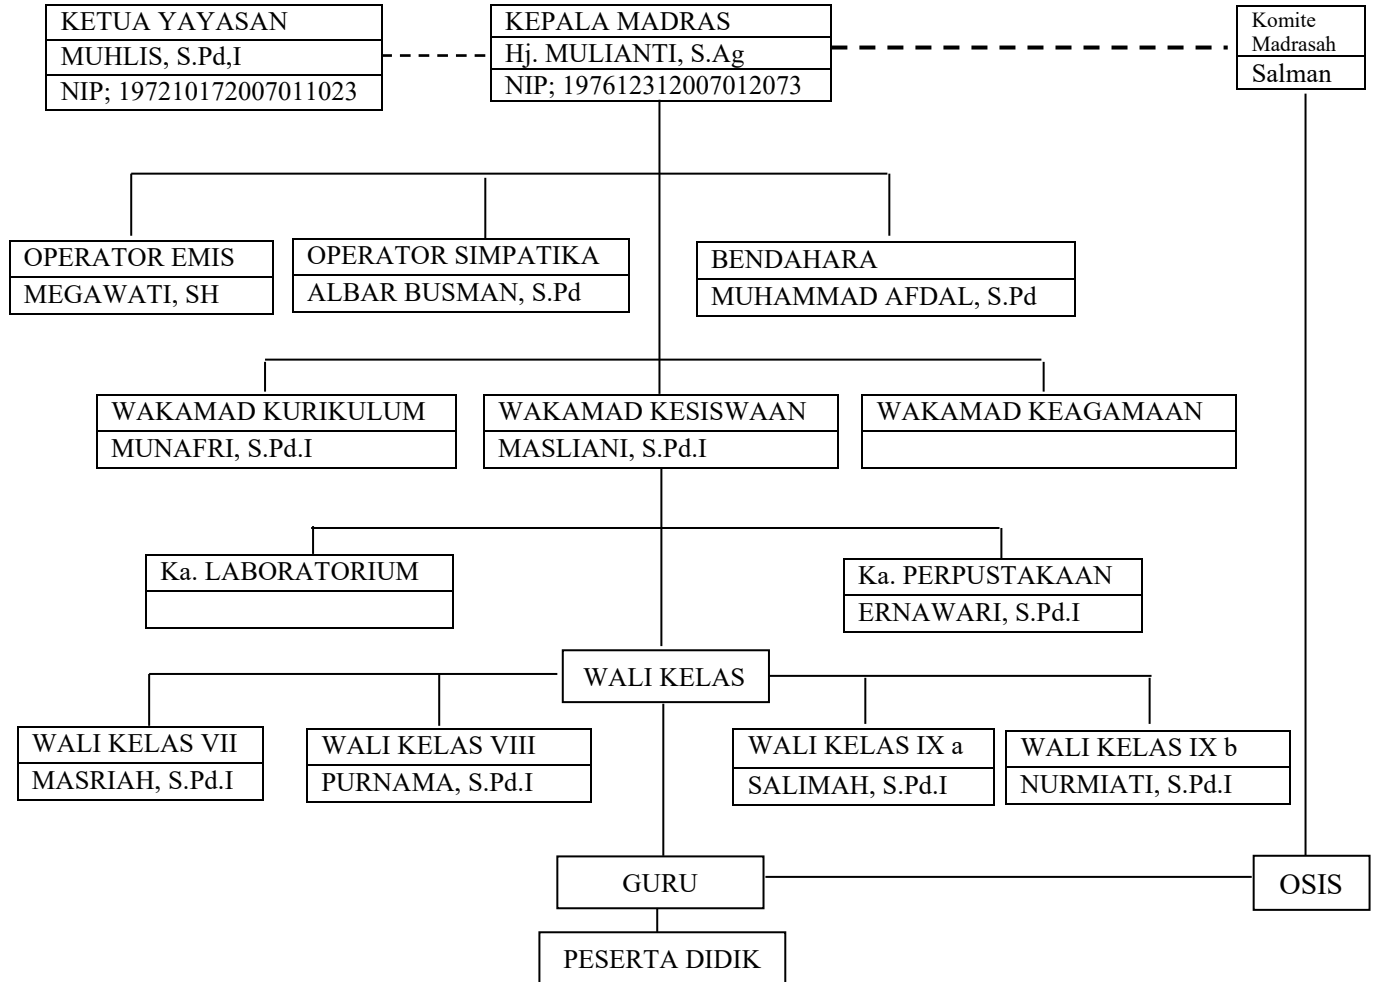 KETUA YAYASAN
MUHLIS, S.Pd,I
NIP; 197210172007011023
KEPALA MADRAS
Hj. MULIANTI, S.Ag
NIP; 197612312007012073
Komite
Madrasah
Salman
OPERATOR EMIS
MEGAWATI, SH
OPERATOR SIMPATIKA
ALBAR BUSMAN, S.Pd
BENDAHARA
MUHAMMAD AFDAL, S.Pd
WAKAMAD KURIKULUM
MUNAFRI, S.Pd.I
WAKAMAD KESISWAAN
MASLIANI, S.Pd.I
WAKAMAD KEAGAMAAN
Ka. LABORATORIUM
Ka. PERPUSTAKAAN
ERNAWARI, S.Pd.I
WALI KELAS
WALI KELAS VII
MASRIAH, S.Pd.I
WALI KELAS VIII
PURNAMA, S.Pd.I
WALI KELAS IX a
SALIMAH, S.Pd.I
WALI KELAS IX b
NURMIATI, S.Pd.I
GURU
OSIS
PESERTA DIDIK